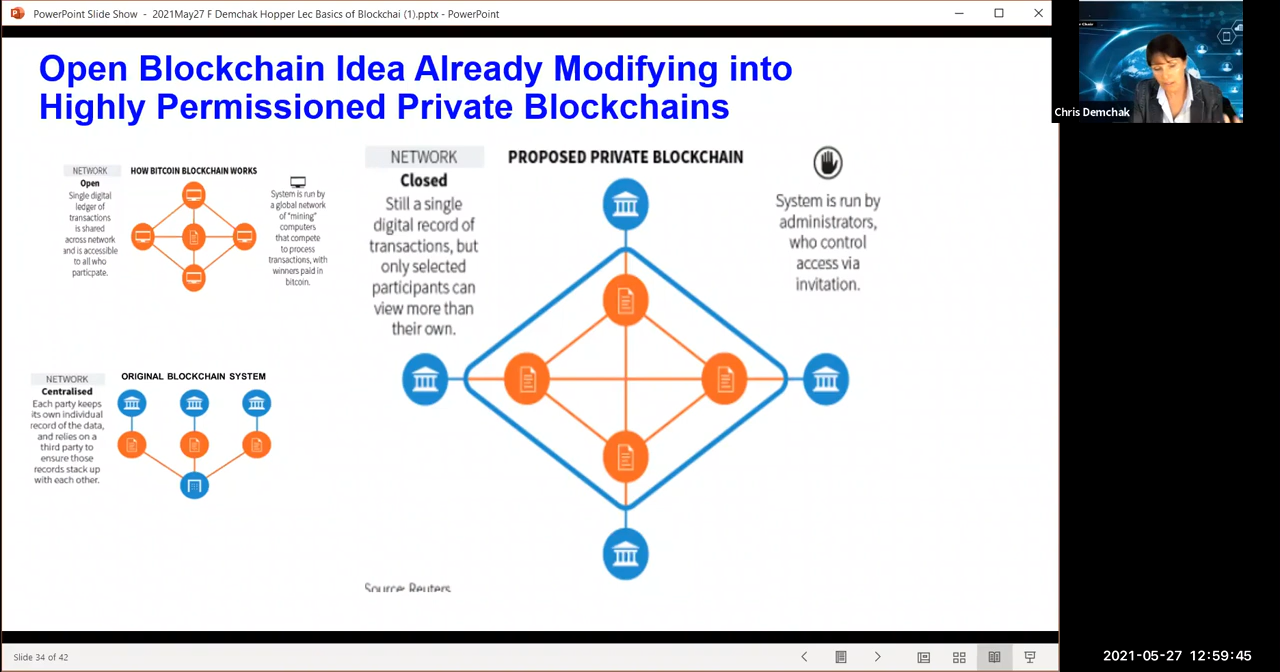 PowerPoint Slide Show - 2021May27 F Demchak Hopper Lec Basics of Blockchai (1).pptx - PowerPoint
Open Blockchain Idea Already Modifying into
Highly Permissioned Private Blockchains
NETWORK
Open
Single digital
ledger of
transactions
is shared
across network
and is accessible
to all who
particpate.
HOW BITCOIN BLOCKCHAIN WORKS
System is run by
a global network
of "mining"
computers
that compete
to process
transactions, with
winners paid in
bitcoin.
NETWORK
Centralised
Each party keeps
its own individual
record of the data,
and relies on a
third party to
ensure those
records stack up
with each other.
ORIGINAL BLOCKCHAIN SYSTEM
NETWORK
Closed
Still a single
digital record of
transactions, but
only selected
participants can
view more than
their own.
PROPOSED PRIVATE BLOCKCHAIN
System is run by
administrators,
who control
access via
invitation.
Source: Reuters
Chris Demchak
Slide 34 of 42
2021-05-27 12:59:45